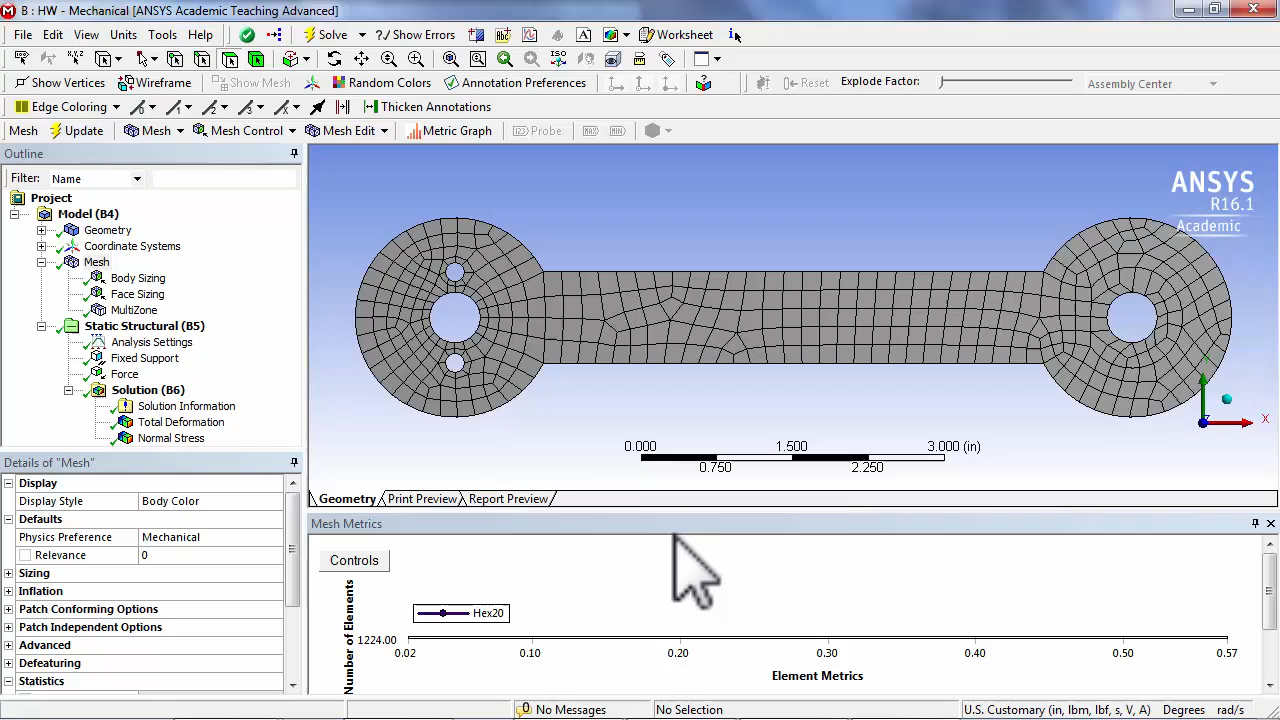 B : HW - Mechanical [ANSYS Academic Teaching Advanced]
File Edit View Units Tools Help Solve ?/ Show Errors Worksheet
Show Vertices Wireframe Show Mesh Random Colors Annotation Preferences Reset Explode Factor: Assembly Center
Edge Coloring Thicken Annotations
Mesh Update Mesh Mesh Control Mesh Edit Metric Graph Probe
Outline
Filter: Name
Project
Model (B4)
Geometry
Coordinate Systems
Mesh
Body Sizing
Face Sizing
MultiZone
Static Structural (B5)
Analysis Settings
Fixed Support
Force
Solution (B6)
Solution Information
Total Deformation
Normal Stress
Details of "Mesh"
Display
Display Style Body Color
Defaults
Physics Preference Mechanical
Relevance 0
Sizing
Inflation
Patch Conforming Options
Patch Independent Options
Advanced
Defeaturing
Statistics
ANSYS
R16.1
Academic
Y
X
0.000 1.500 3.000 (in)
0.750 2.250
Geometry Print Preview Report Preview
Mesh Metrics
Controls
Number of Elements
Hex20
1224.00
0.02 0.10 0.20 0.30 0.40 0.50 0.57
Element Metrics
0 No Messages No Selection U.S. Customary (in, lbm, lbf, s, V, A) Degrees rad/s